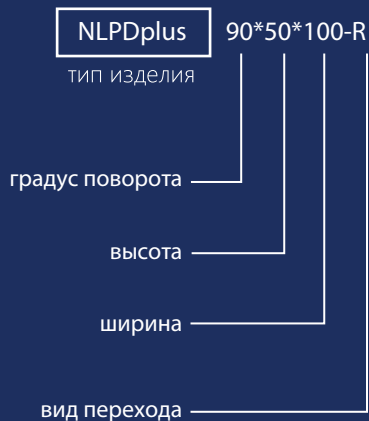 NLPDplus 90*50*100-R
тип изделия
градус поворота
высота
ширина
вид перехода